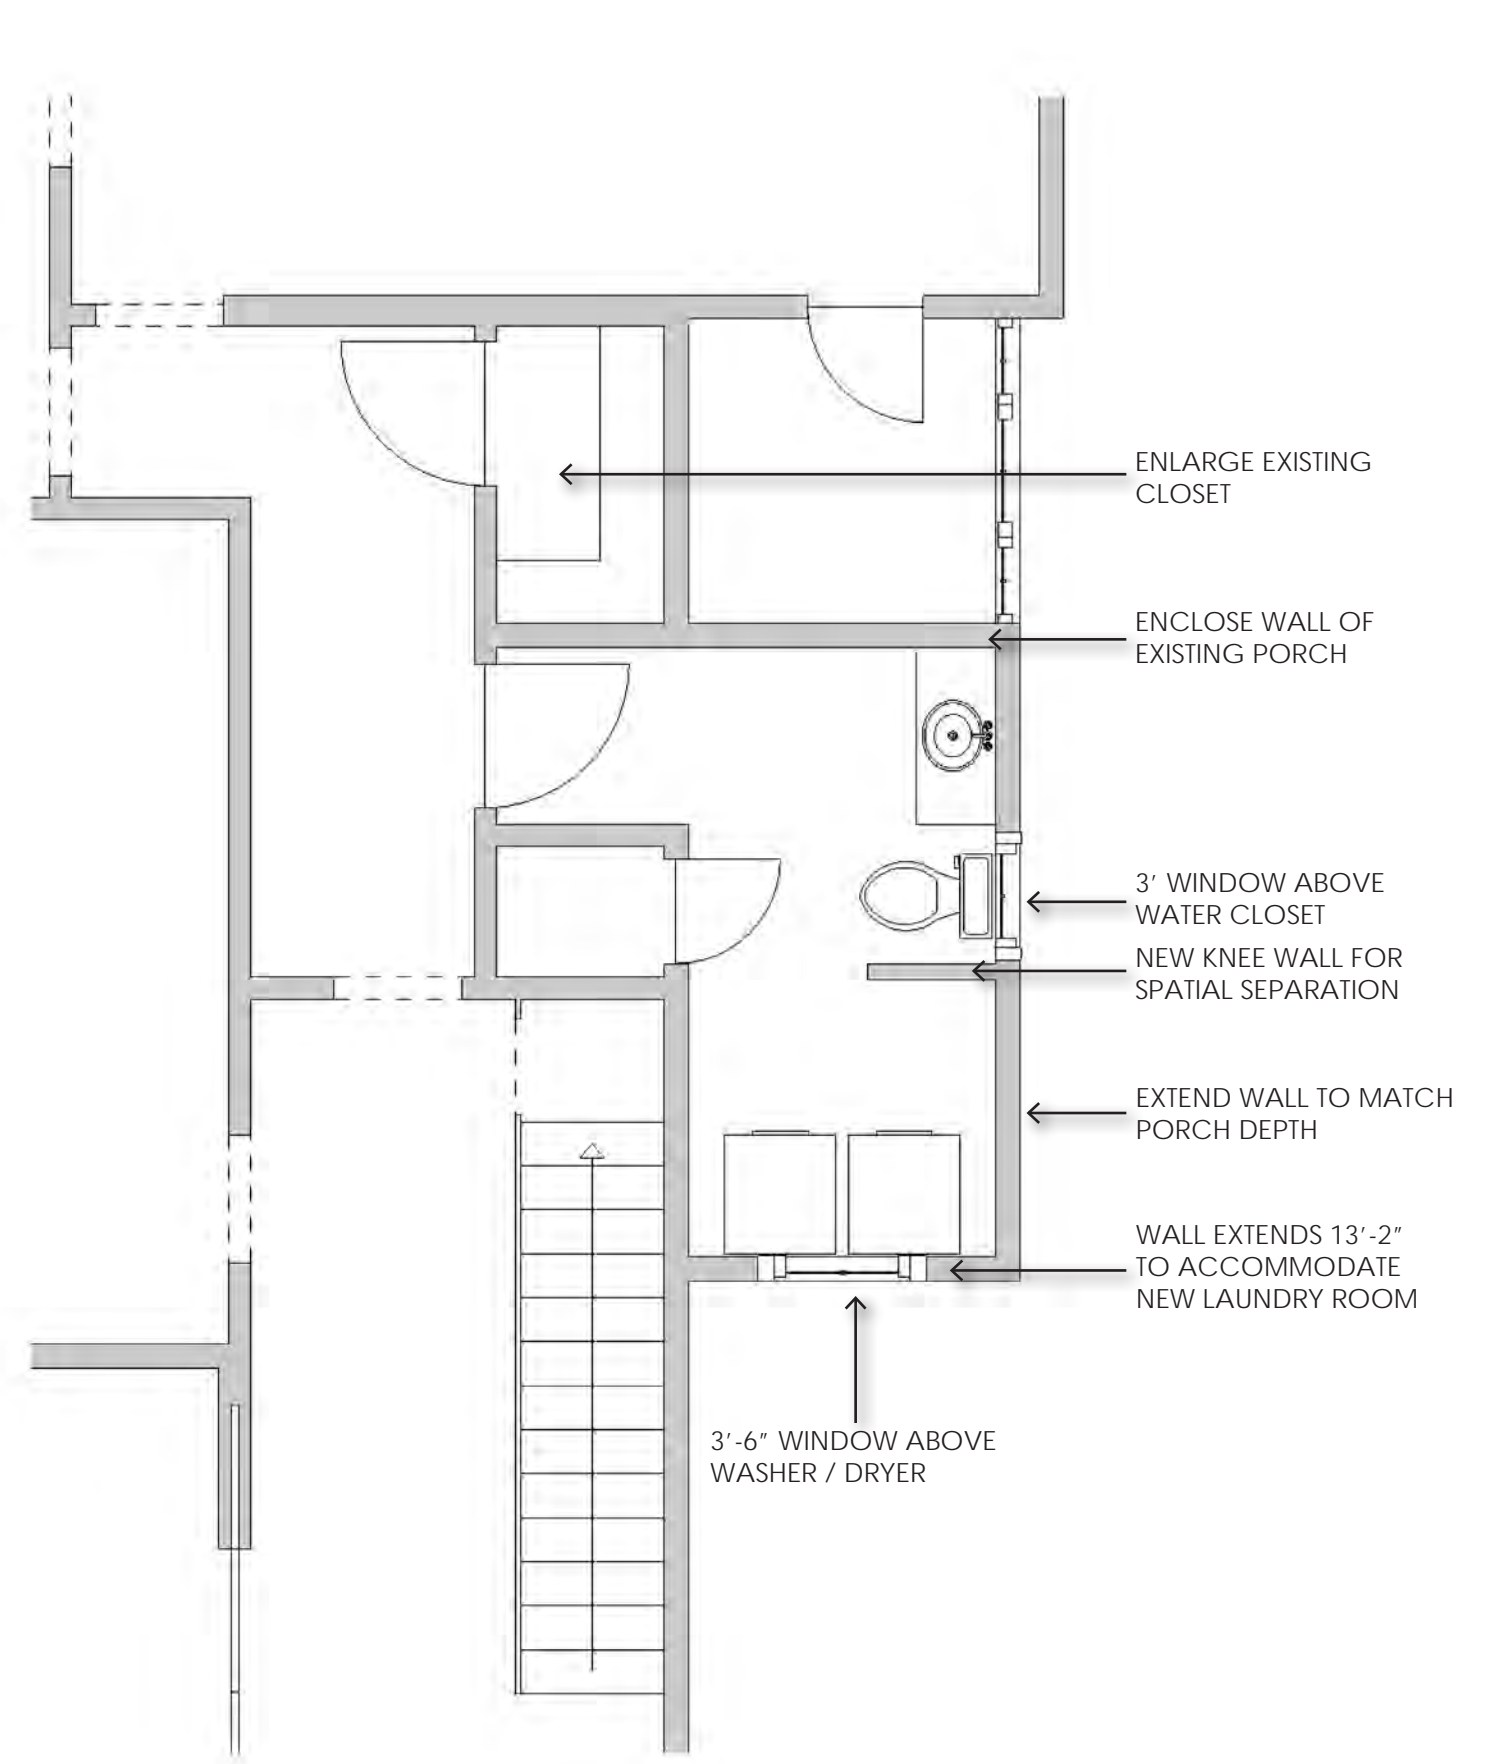 ENLARGE EXISTING
CLOSET
ENCLOSE WALL OF
EXISTING PORCH
3′ WINDOW ABOVE
WATER CLOSET
NEW KNEE WALL FOR
SPATIAL SEPARATION
EXTEND WALL TO MATCH
PORCH DEPTH
WALL EXTENDS 13′-2″
TO ACCOMMODATE
NEW LAUNDRY ROOM
3′-6″ WINDOW ABOVE
WASHER / DRYER